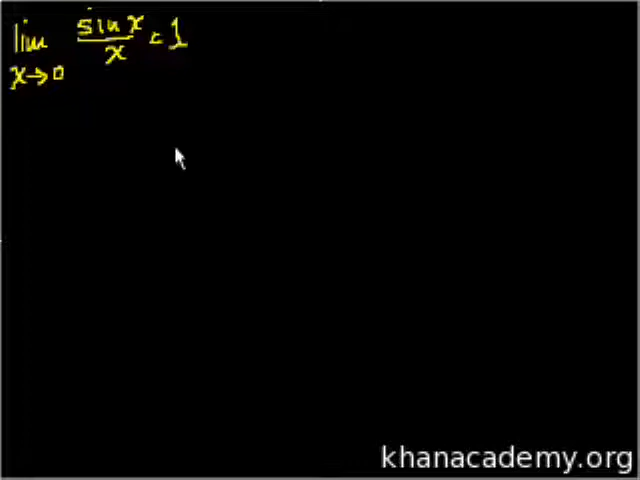 lim sin x / x = 1
x→0
khanacademy.org